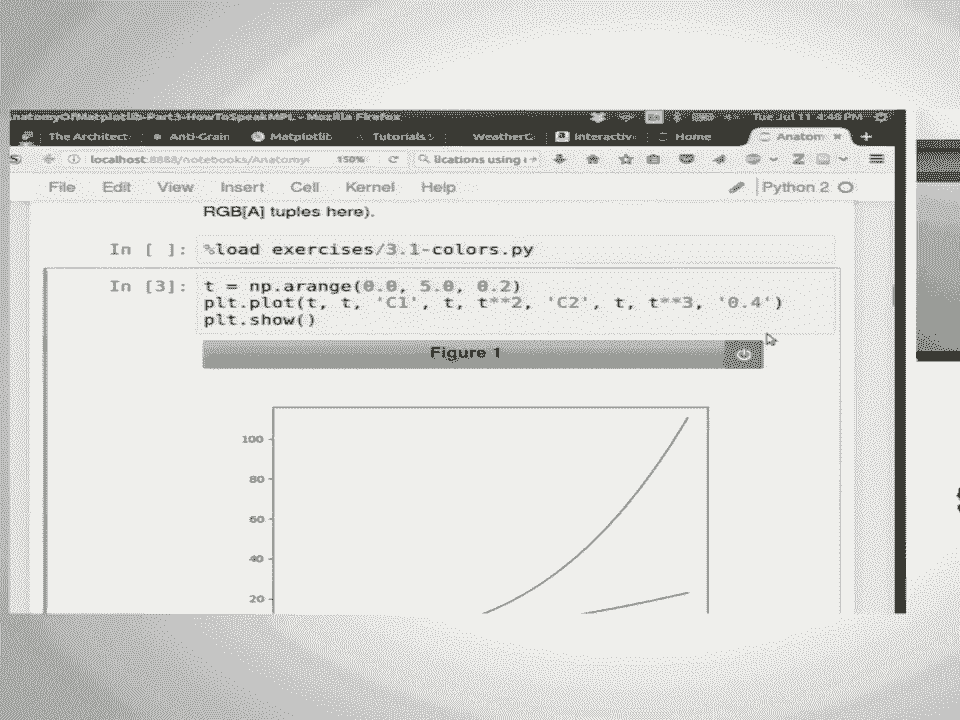 natomyOfMatplotlib-Part3-HowToSpeakMPL - Mozilla Firefox
Tue Jul 11 4:46 PM
The Architect
Anti-Grain
Matplotlib
Tutorials
WeatherG
Interactiv
Home
Anatom
localhost:8888/notebooks/Anatomy
150%
lications using
File Edit View Insert Cell Kernel Help
Python 2
RGB[A] tuples here).
In [ ]: %load exercises/3.1-colors.py
In [3]: t = np.arange(0.0, 5.0, 0.2)
plt.plot(t, t, 'C1', t, t**2, 'C2', t, t**3, '0.4')
plt.show()
Figure 1
100
80
60
40
20